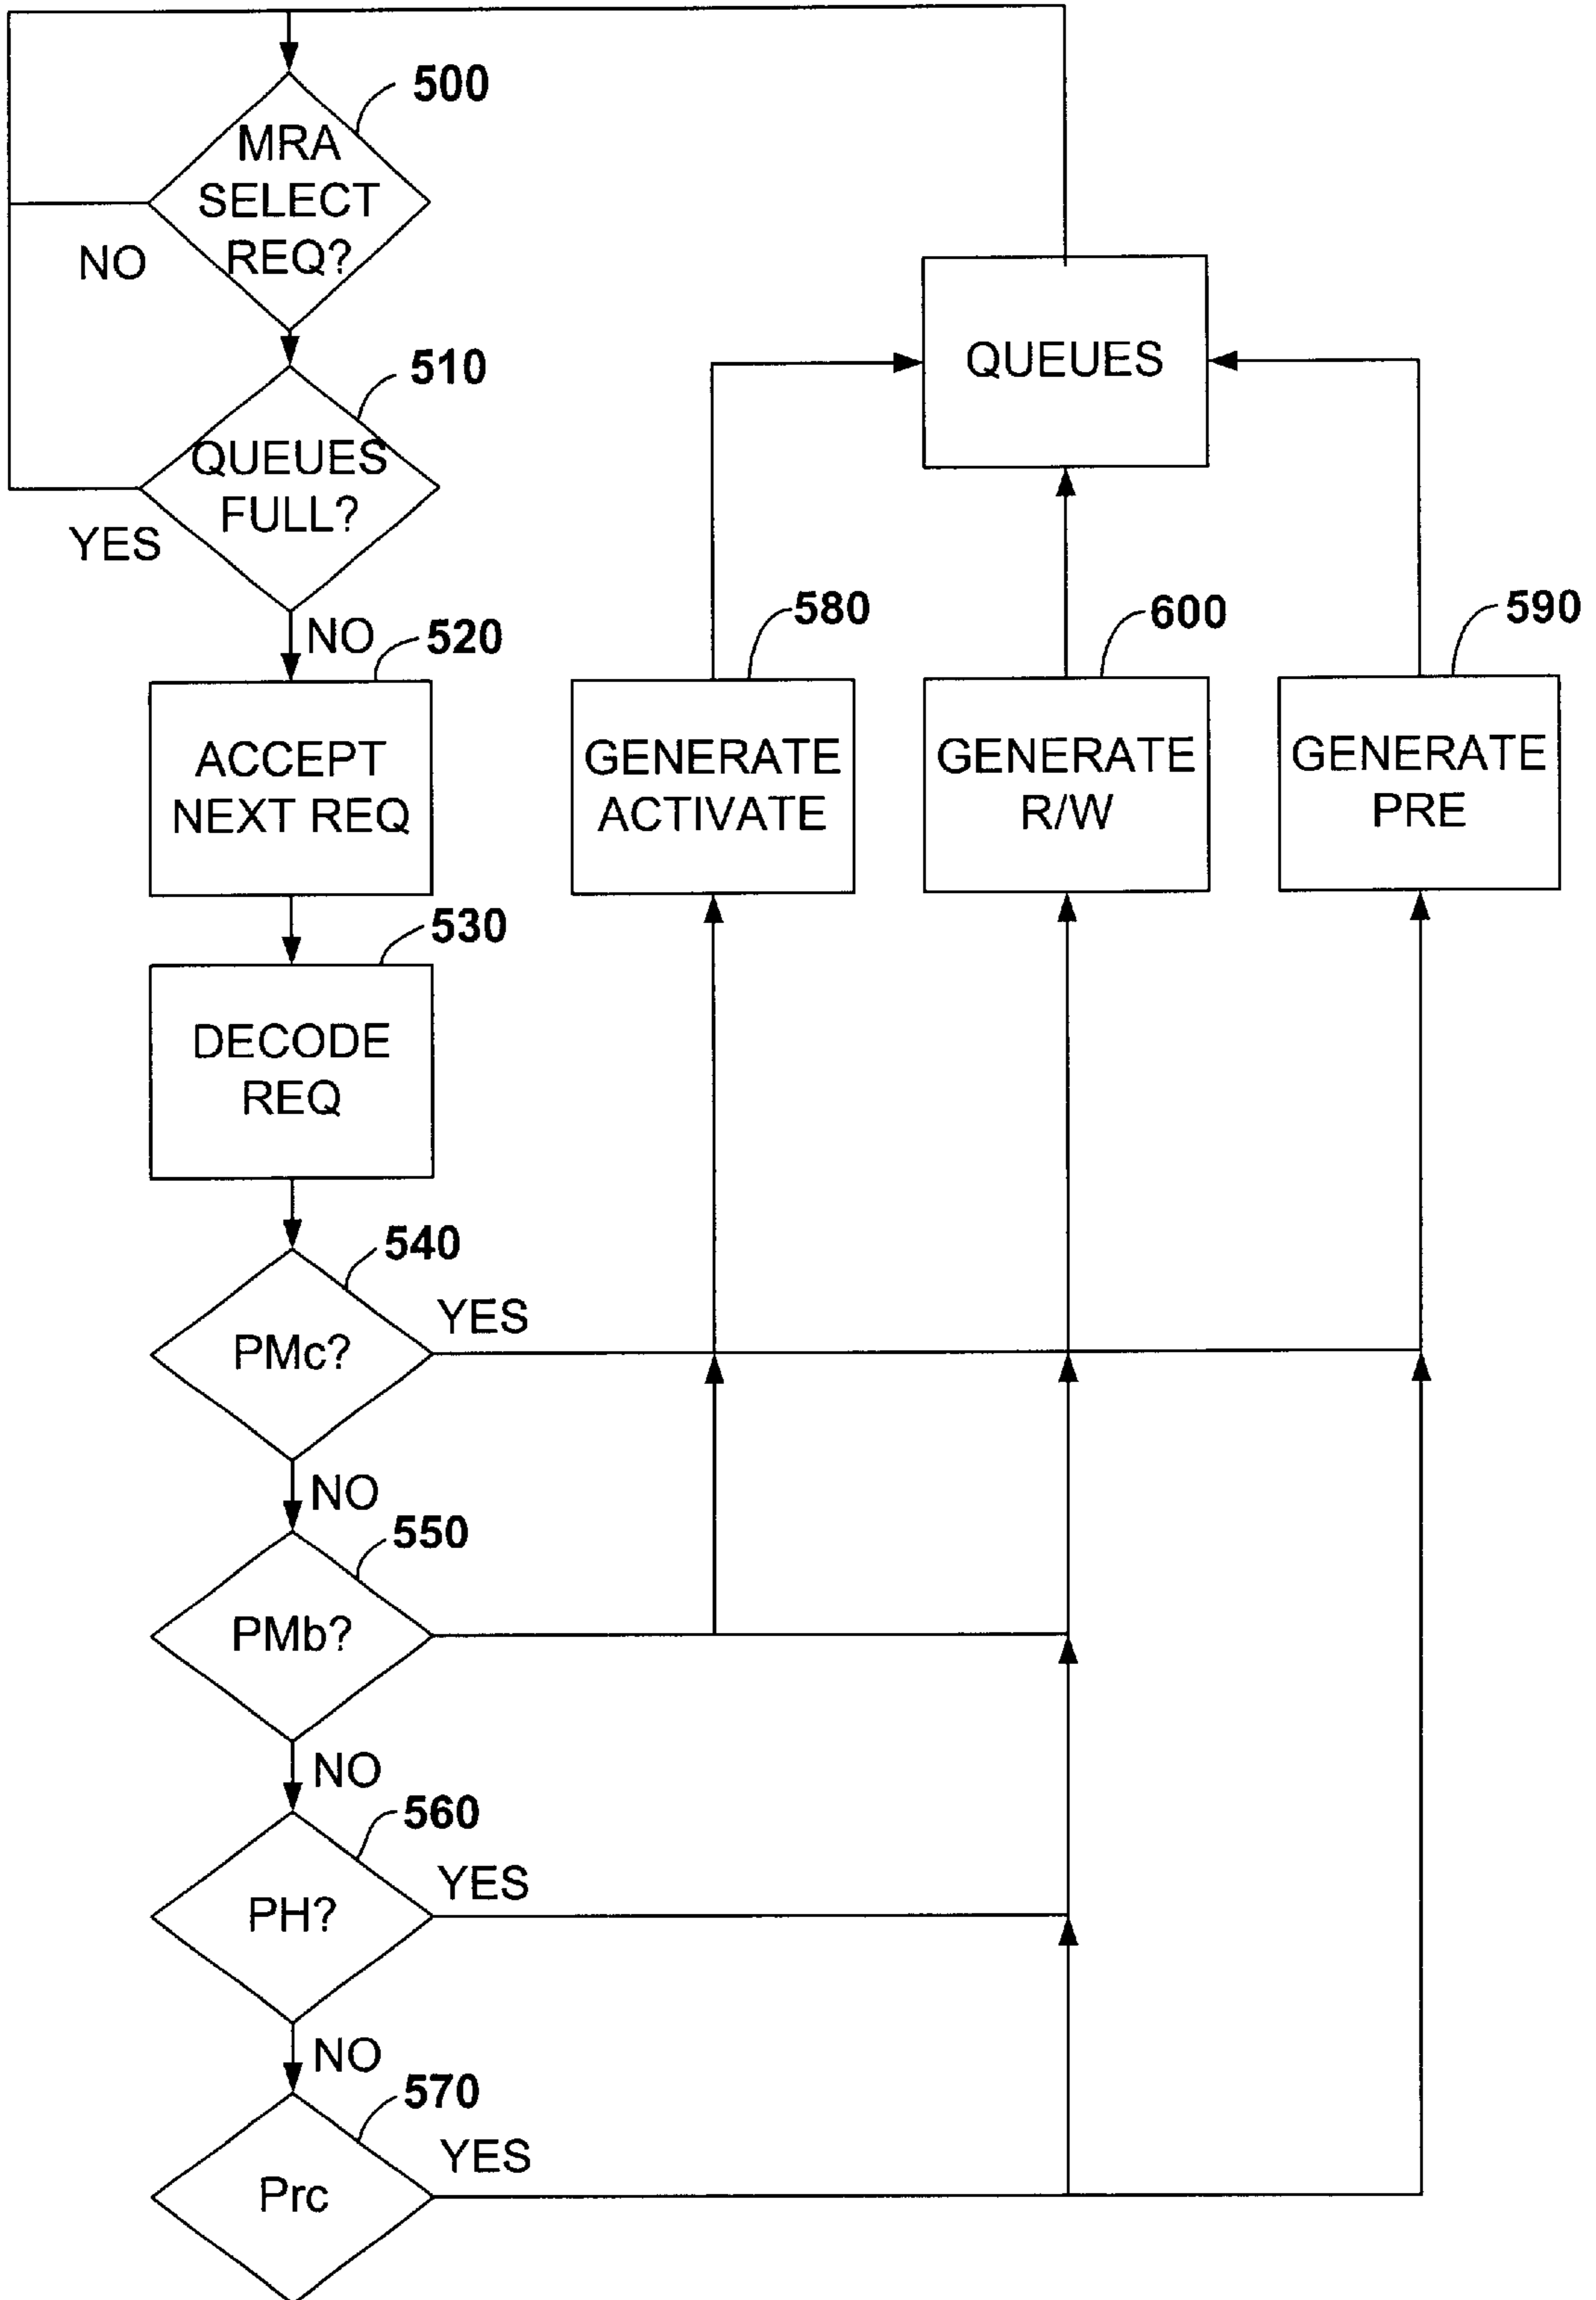 500
MRA
SELECT
REQ?
NO
510
QUEUES
FULL?
YES
NO
520
ACCEPT
NEXT REQ
530
DECODE
REQ
540
PMc?
YES
NO
550
PMb?
NO
560
PH?
YES
NO
570
Prc
YES
QUEUES
580
GENERATE
ACTIVATE
600
GENERATE
R/W
590
GENERATE
PRE